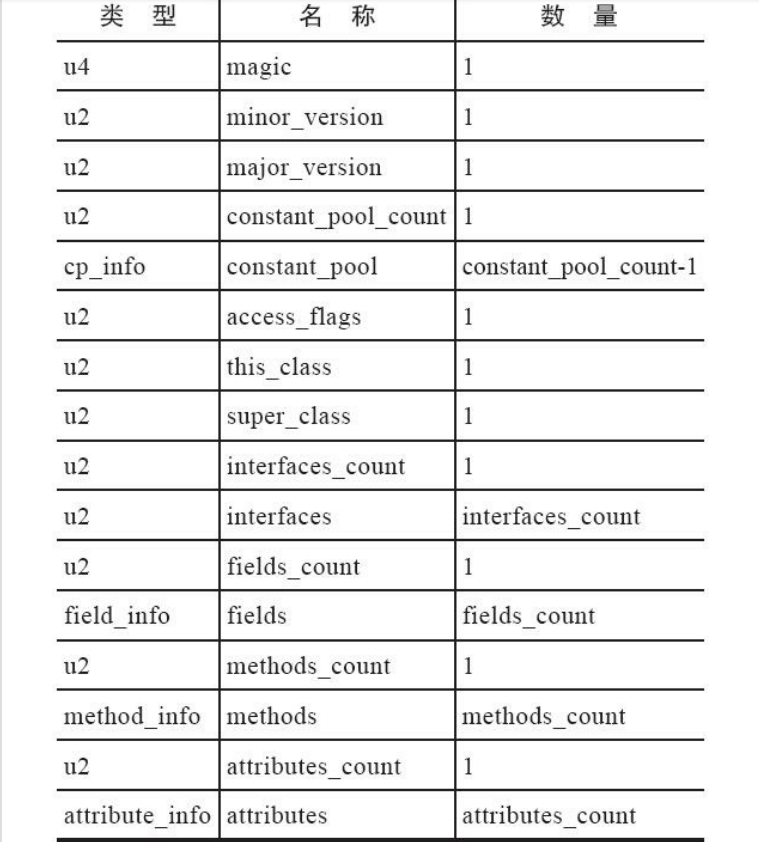 类 型 名 称 数 量
u4 magic 1
u2 minor_version 1
u2 major_version 1
u2 constant_pool_count 1
cp_info constant_pool constant_pool_count-1
u2 access_flags 1
u2 this_class 1
u2 super_class 1
u2 interfaces_count 1
u2 interfaces interfaces_count
u2 fields_count 1
field_info fields fields_count
u2 methods_count 1
method_info methods methods_count
u2 attributes_count 1
attribute_info attributes attributes_count